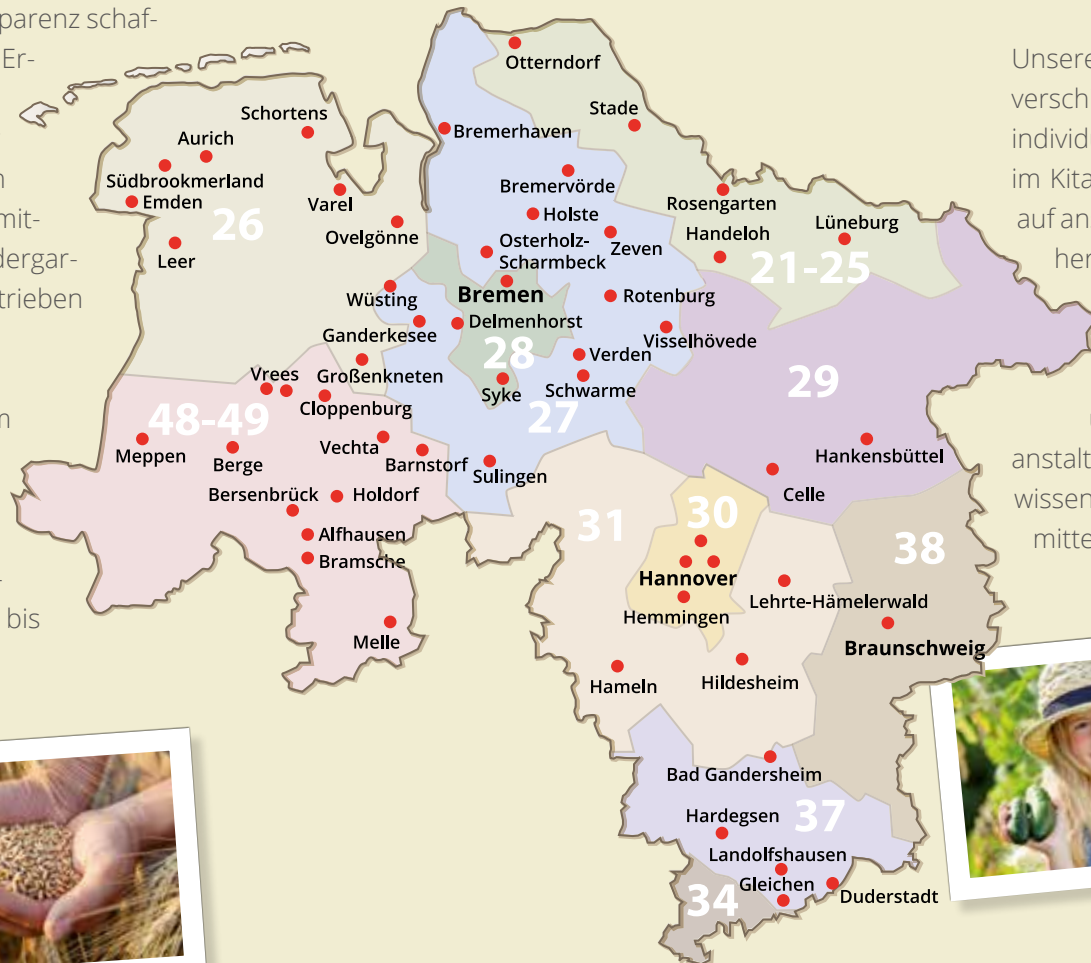 parenz schaf-
Er-
mit-
dergar-
trieben
bis
Otterndorf
Stade
Schortens
Bremerhaven
Aurich
Südbrookmerland
Emden
Varel
Bremervörde
Rosengarten
Holste
Lüneburg
26
Ovelgönne
Leer
Osterholz-
Scharmbeck
Zeven
Handeloh
21-25
Wüsting
Bremen
Rotenburg
Delmenhorst
Ganderkesee
Visselhövede
28
Verden
Vrees
Großenkneten
Syke
Schwarme
29
Cloppenburg
48-49
27
Meppen
Berge
Vechta
Barnstorf
Sulingen
Hankensbüttel
Celle
Bersenbrück
Holdorf
Alfhausen
Bramsche
31
30
38
Hannover
Hemmingen
Lehrte-Hämelerwald
Braunschweig
Melle
Hameln
Hildesheim
Bad Gandersheim
Hardegsen
37
Landolfshausen
Gleichen
Duderstadt
34
Unsere
versch
individ
im Kita
auf an
her
anstalt
wissen
mitte